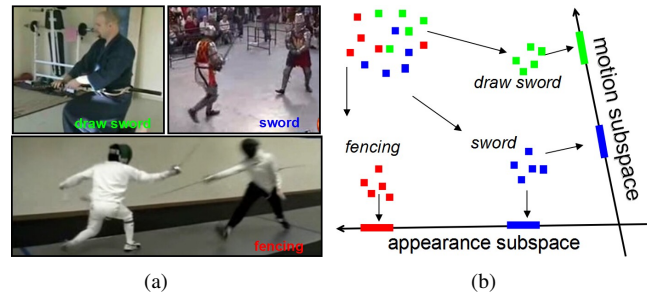 draw sword
sword
fencing
draw sword
fencing
sword
motion subspace
appearance subspace
(a)
(b)